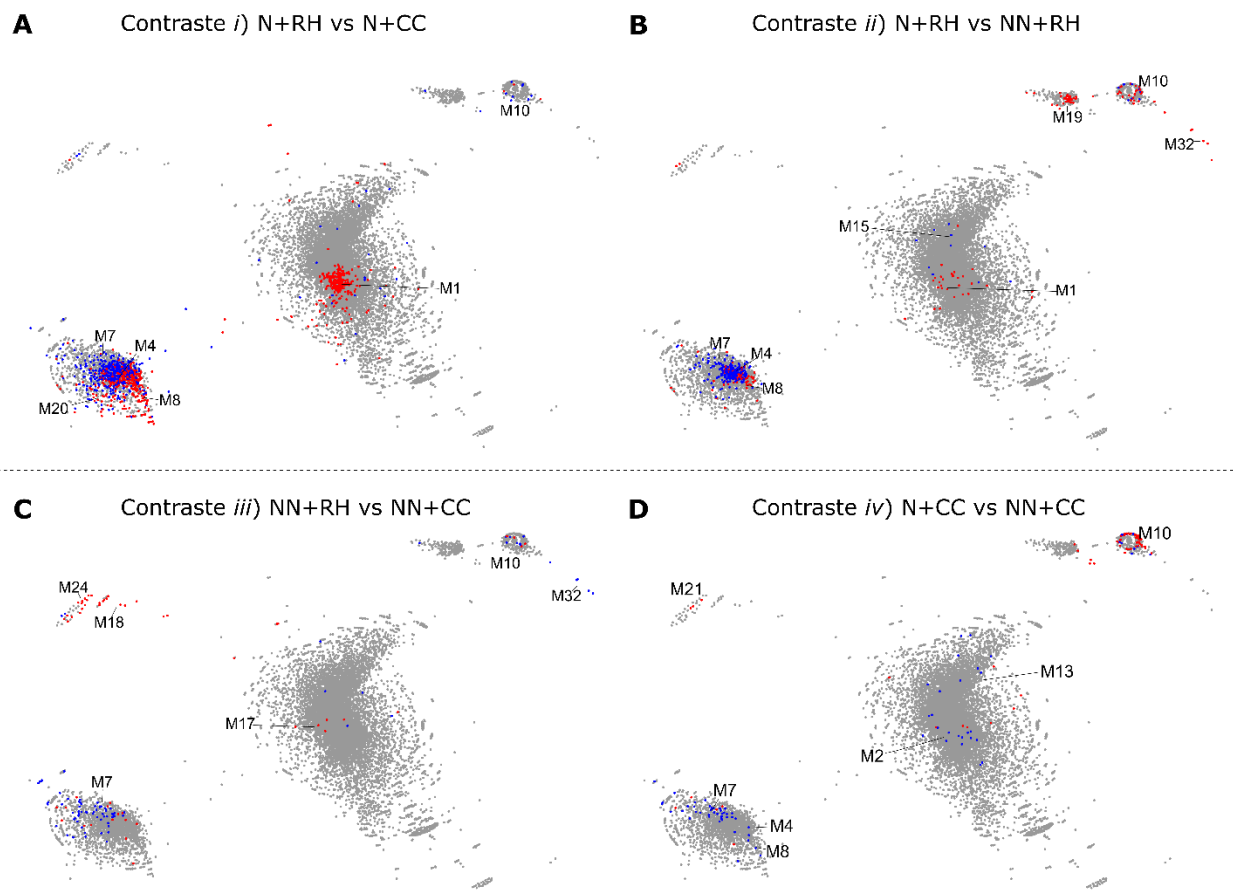 A Contraste i) N+RH vs N+CC
M10
M1
M7 M4
M20 M8
B Contraste ii) N+RH vs NN+RH
M10
M19
M32
M15
M1
M7
M4
M8
C Contraste iii) NN+RH vs NN+CC
M10
M24 M32
M18
M17
M7
D Contraste iv) N+CC vs NN+CC
M10
M21
M13
M2
M7
M4
M8